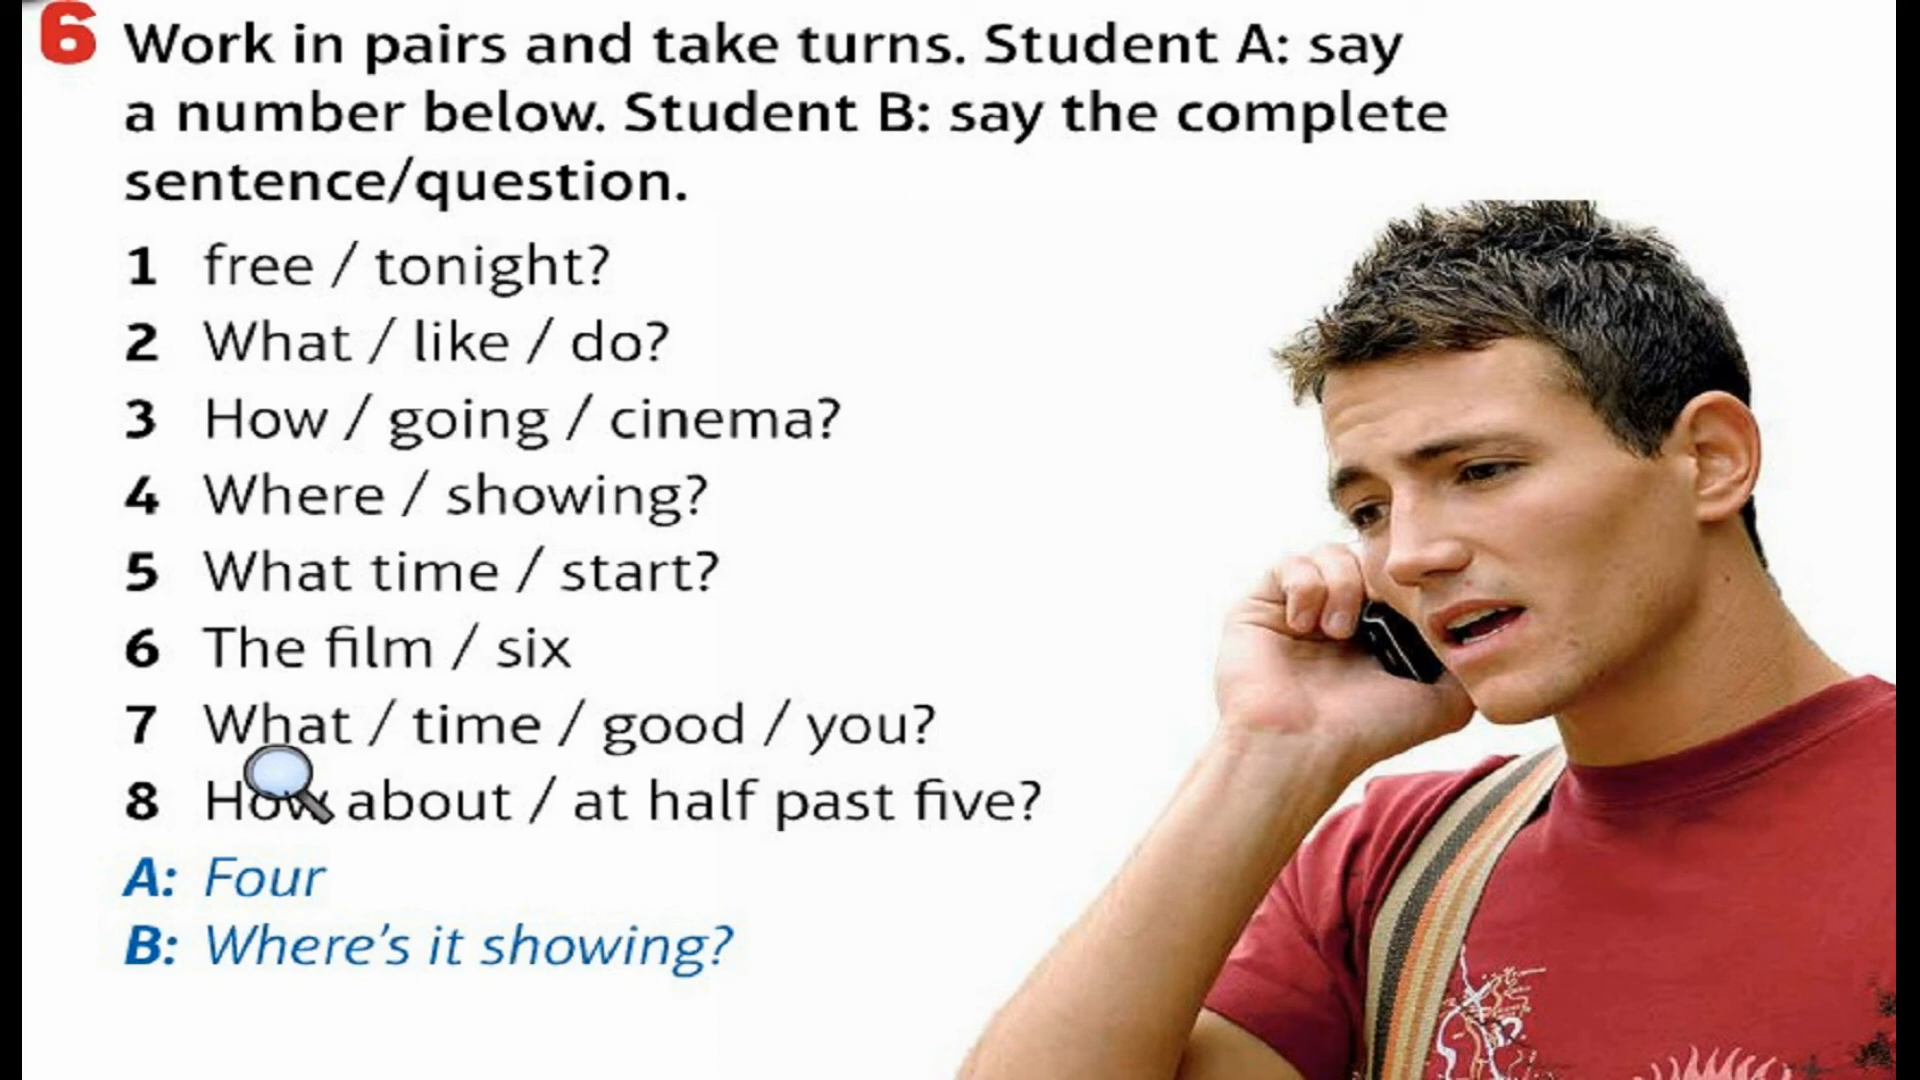 6 Work in pairs and take turns. Student A: say
a number below. Student B: say the complete
sentence/question.
1 free / tonight?
2 What / like / do?
3 How / going / cinema?
4 Where / showing?
5 What time / start?
6 The film / six
7 What / time / good / you?
8 How about / at half past five?
A: Four
B: Where's it showing?